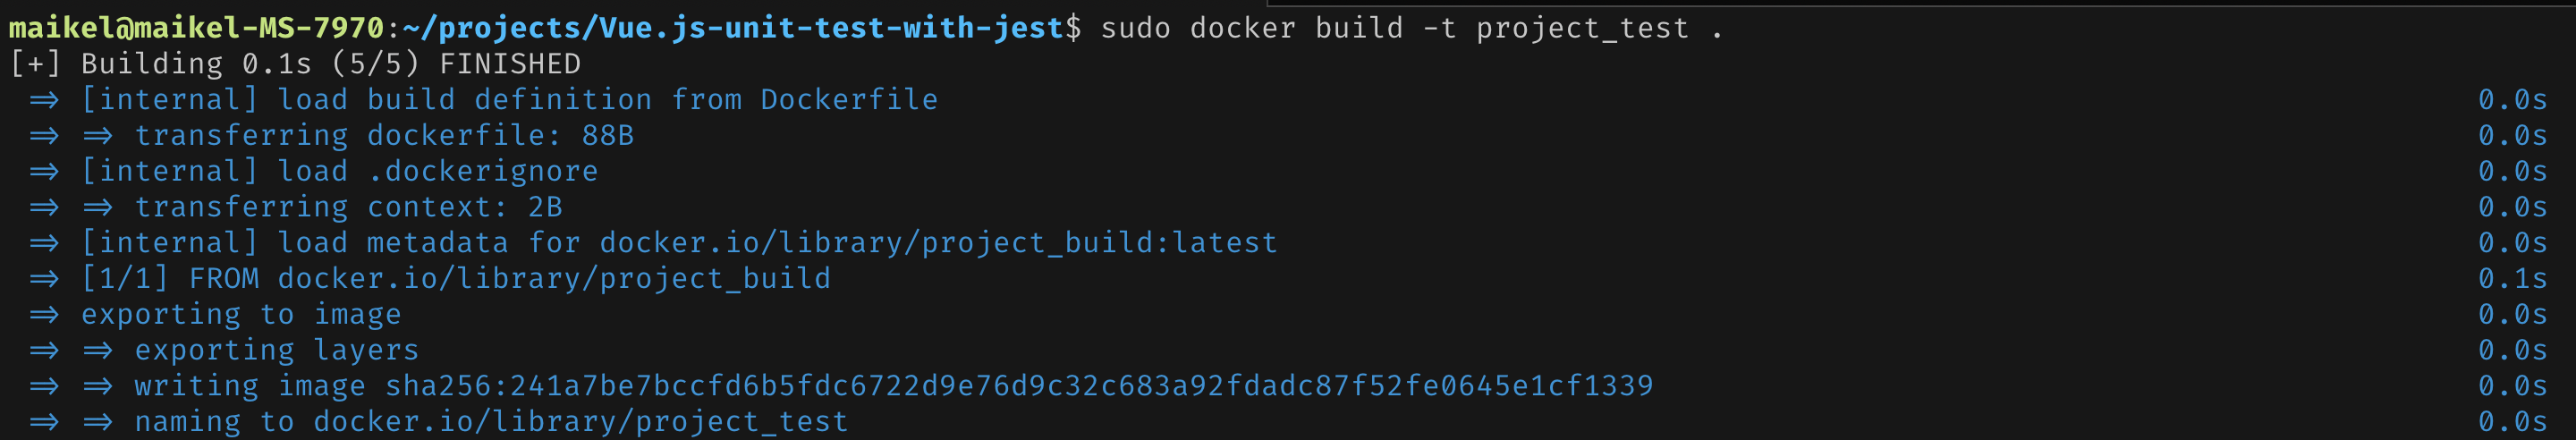 maikel@maikel-MS-7970:~/projects/Vue.js-unit-test-with-jest$ sudo docker build -t project_test .
[+] Building 0.1s (5/5) FINISHED
=> [internal] load build definition from Dockerfile 0.0s
=> => transferring dockerfile: 88B 0.0s
=> [internal] load .dockerignore 0.0s
=> => transferring context: 2B 0.0s
=> [internal] load metadata for docker.io/library/project_build:latest 0.0s
=> [1/1] FROM docker.io/library/project_build 0.1s
=> exporting to image 0.0s
=> => exporting layers 0.0s
=> => writing image sha256:241a7be7bccfd6b5fdc6722d9e76d9c32c683a92fdadc87f52fe0645e1cf1339 0.0s
=> => naming to docker.io/library/project_test 0.0s